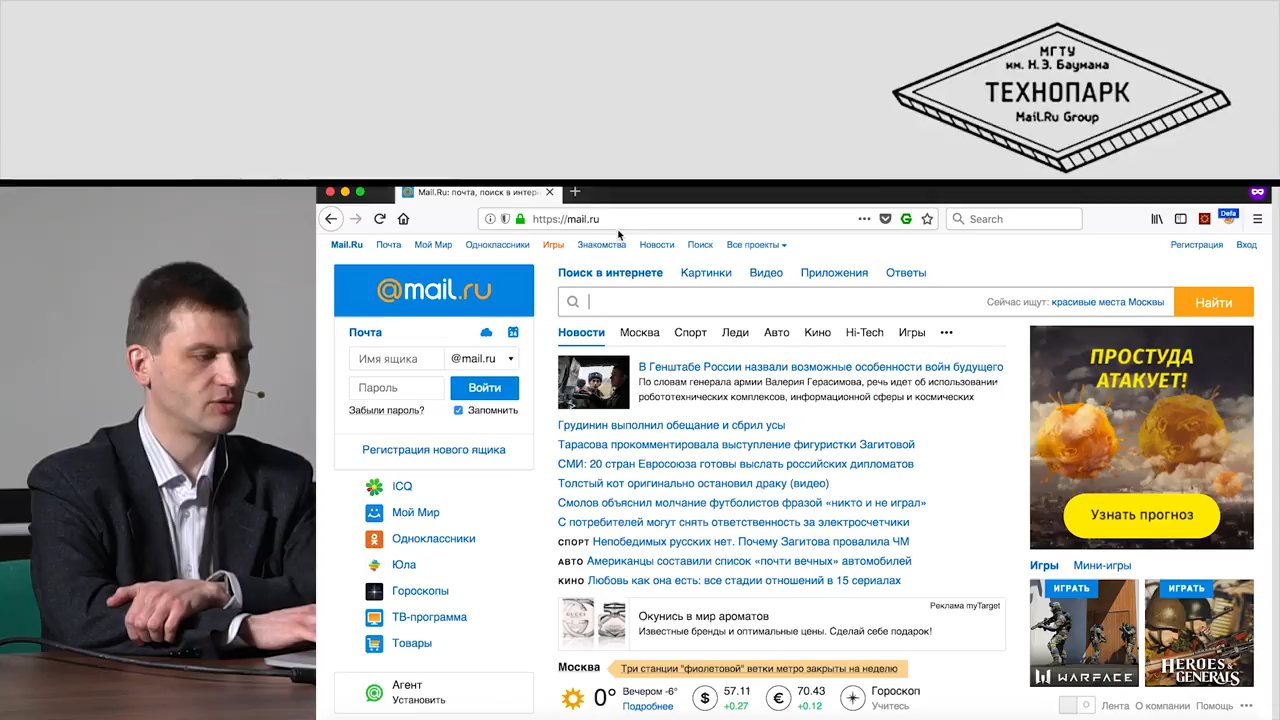 МГТУ
им. Н.Э. Баумана
ТЕХНОПАРК
Mail.Ru Group
Mail.Ru: почта, поиск в интерн
https://mail.ru
Search
Defa
Mail.Ru Почта Мой Мир Одноклассники Игры Знакомства Новости Поиск Все проекты Регистрация Вход
@mail.ru
Почта
Имя ящика @mail.ru
Пароль Войти
Забыли пароль? Запомнить
Регистрация нового ящика
ICQ
Мой Мир
Одноклассники
Юла
Гороскопы
ТВ-программа
Товары
Агент
Установить
Поиск в интернете Картинки Видео Приложения Ответы
Сейчас ищут: красивые места Москвы Найти
Новости Москва Спорт Леди Авто Кино Hi-Tech Игры •••
В Генштабе России назвали возможные особенности войн будущего
По словам генерала армии Валерия Герасимова, речь идет об использовании
робототехнических комплексов, информационной сферы и космических
Грудинин выполнил обещание и сбрил усы
Тарасова прокомментировала выступление фигуристки Загитовой
СМИ: 20 стран Евросоюза готовы выслать российских дипломатов
Толстый кот оригинально остановил драку (видео)
Смолов объяснил молчание футболистов фразой «никто и не играл»
С потребителей могут снять ответственность за электросчетчики
СПОРТ Непобедимых русских нет. Почему Загитова провалила ЧМ
АВТО Американцы составили список «почти вечных» автомобилей
КИНО Любовь как она есть: все стадии отношений в 15 сериалах
Окунись в мир ароматов Реклама myTarget
Известные бренды и оптимальные цены. Сделай себе подарок!
Москва Три станции "фиолетовой" ветки метро закрыты на неделю
0° Вечером -6° $ 57.11 € 70.43 Гороскоп
Подробнее +0.27 +0.12 Учитесь
ПРОСТУДА
АТАКУЕТ!
Узнать прогноз
Игры Мини-игры
ИГРАТЬ ИГРАТЬ
WARFACE HEROES &
GENERALS
Лента О компании Помощь •••